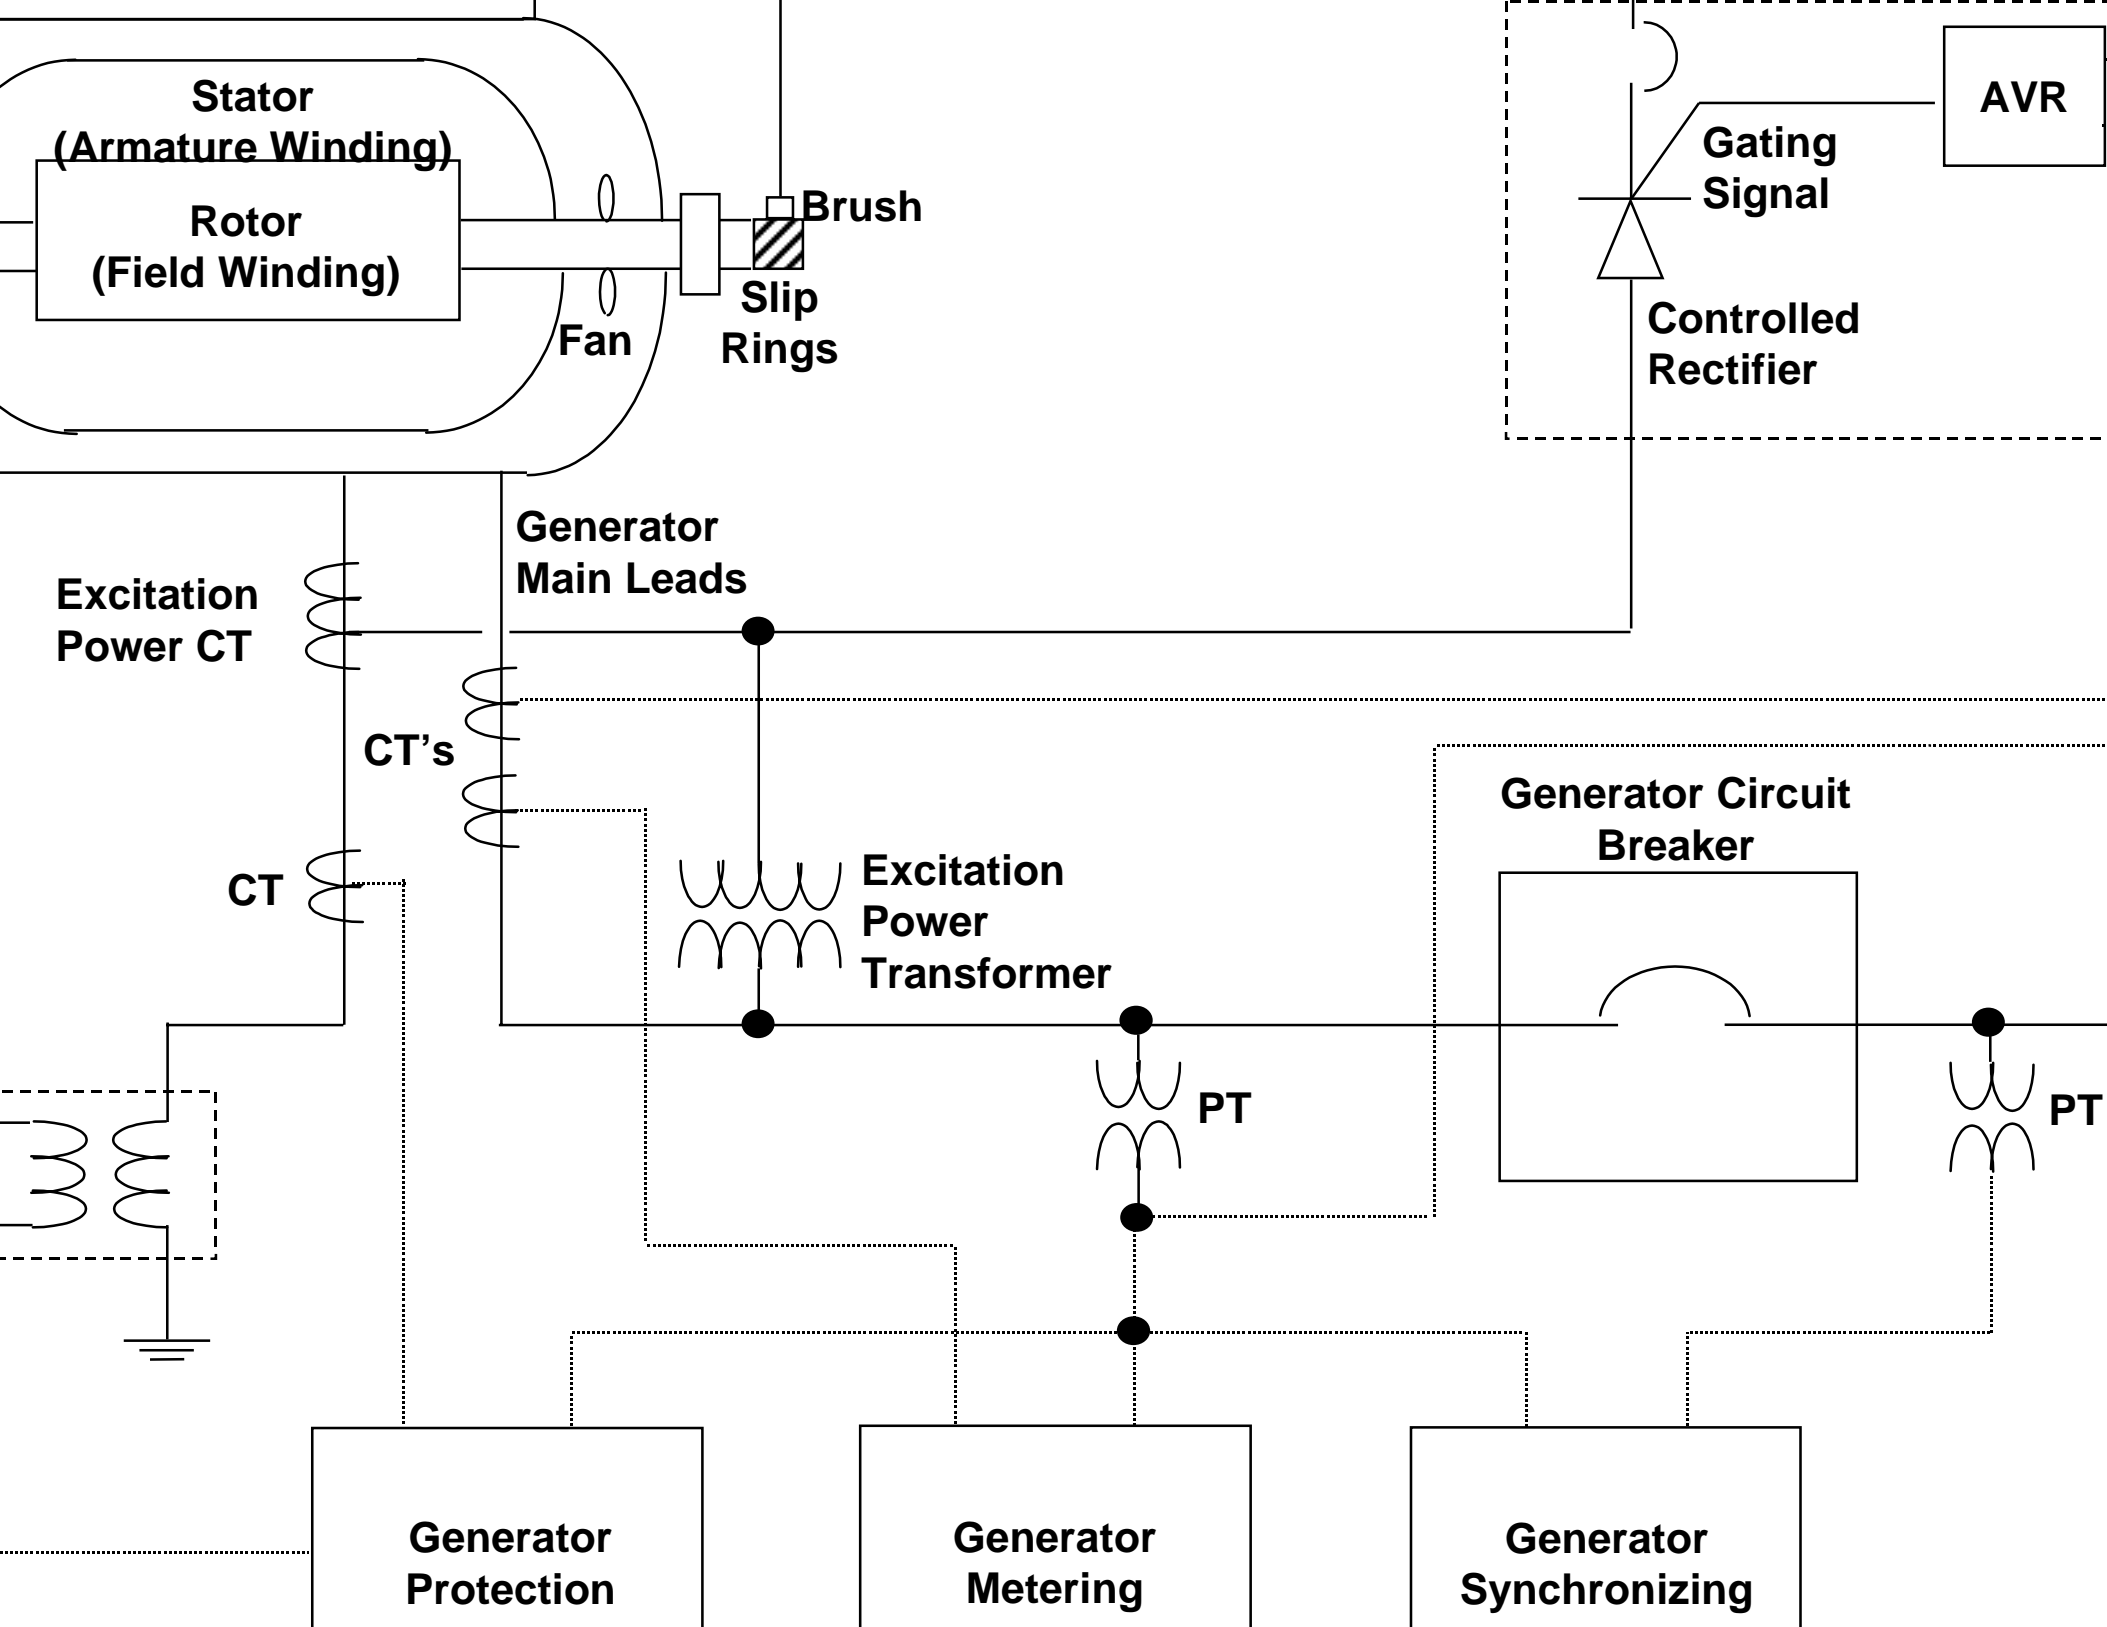 Stator
(Armature Winding)
Rotor
(Field Winding)
Fan
Brush
Slip
Rings
AVR
Gating
Signal
Controlled
Rectifier
Generator
Main Leads
Excitation
Power CT
CT’s
CT
Excitation
Power
Transformer
Generator Circuit
Breaker
PT
PT
Generator
Protection
Generator
Metering
Generator
Synchronizing